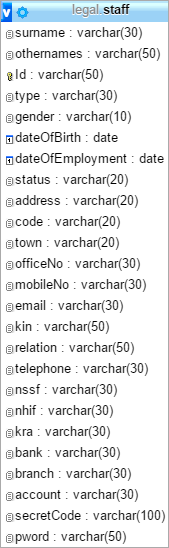 v legal staff
surname : varchar(30)
othernames : varchar(50)
Id : varchar(50)
type : varchar(30)
gender : varchar(10)
dateOfBirth : date
dateOfEmployment : date
status : varchar(20)
address : varchar(20)
code : varchar(20)
town : varchar(20)
officeNo : varchar(30)
mobileNo : varchar(30)
email : varchar(30)
kin : varchar(50)
relation : varchar(50)
telephone : varchar(30)
nssf : varchar(30)
nhif : varchar(30)
kra : varchar(30)
bank : varchar(30)
branch : varchar(30)
account : varchar(30)
secretCode : varchar(100)
pword : varchar(50)